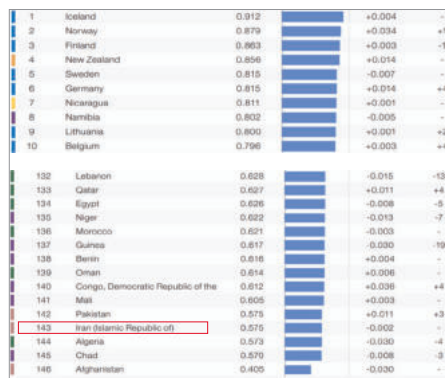 1 Iceland 0.912 +0.004 -
2 Norway 0.879 +0.034
3 Finland 0.863 +0.003
4 New Zealand 0.856 +0.014 -
5 Sweden 0.815 -0.007 -
6 Germany 0.815 +0.014
7 Nicaragua 0.811 +0.001 -
8 Namibia 0.802 -0.005 -
9 Lithuania 0.800 +0.001
10 Belgium 0.796 +0.003
132 Lebanon 0.628 -0.015
133 Qatar 0.627 +0.011 +4
134 Egypt 0.626 -0.008 -5
135 Niger 0.622 -0.013 -7
136 Morocco 0.621 -0.003 -
137 Guinea 0.617 -0.030 -19
138 Benin 0.616 +0.004 -
139 Oman 0.614 +0.006 -
140 Congo, Democratic Republic of the 0.612 +0.036 +4
141 Mali 0.605 +0.003 -
142 Pakistan 0.575 +0.011 +3
143 Iran (Islamic Republic of) 0.575 -0.002 -
144 Algeria 0.573 -0.030 -4
145 Chad 0.570 -0.008 -3
146 Afghanistan 0.405 -0.030 -